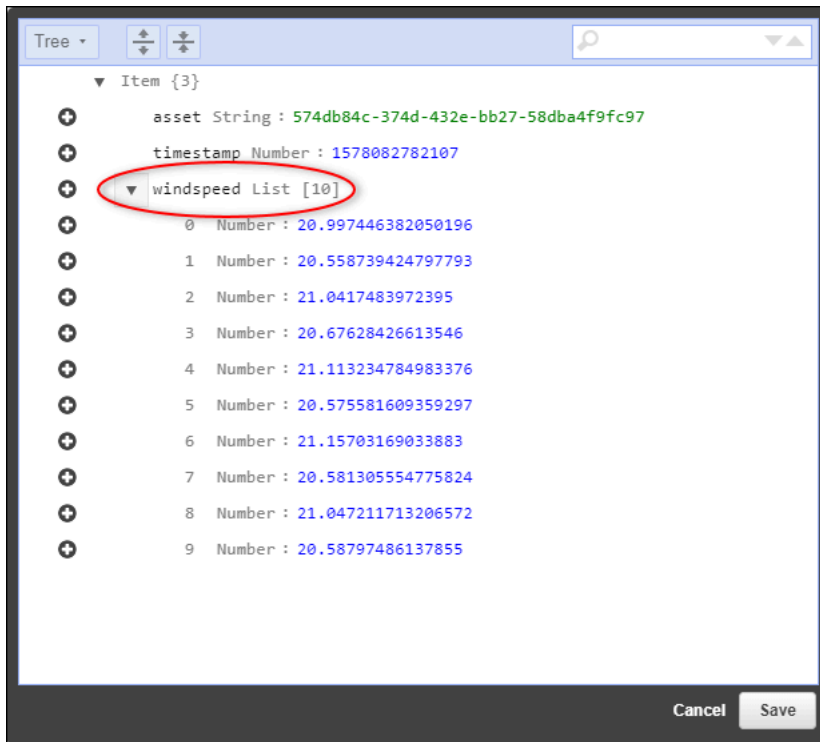 Tree
Item {3}
asset String : 574db84c-374d-432e-bb27-58dba4f9fc97
timestamp Number : 1578082782107
windspeed List [10]
0 Number : 20.997446382050196
1 Number : 20.558739424797793
2 Number : 21.0417483972395
3 Number : 20.67628426613546
4 Number : 21.113234784983376
5 Number : 20.575581609359297
6 Number : 21.15703169033883
7 Number : 20.581305554775824
8 Number : 21.047211713206572
9 Number : 20.58797486137855
Cancel Save